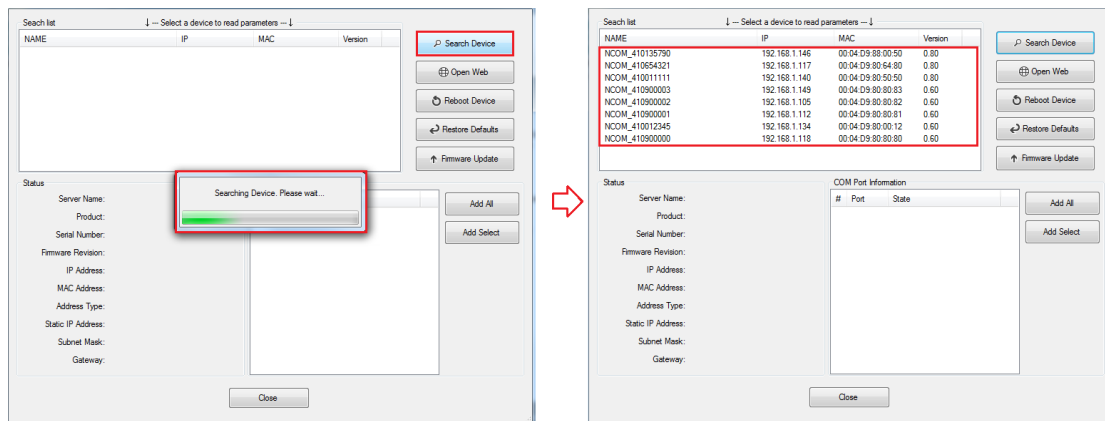 Seach list
↓ --- Select a device to read parameters --- ↓
NAME IP MAC Version
Search Device
Open Web
Reboot Device
Restore Defaults
Firmware Update
Searching Device. Please wait...
Status
Server Name:
Product:
Serial Number:
Firmware Revision:
IP Address:
MAC Address:
Address Type:
Static IP Address:
Subnet Mask:
Gateway:
Add All
Add Select
Close
Seach list
↓ --- Select a device to read parameters --- ↓
NAME IP MAC Version
NCOM_410135790 192.168.1.146 00:04:D9:88:00:50 0.80
NCOM_410654321 192.168.1.117 00:04:D9:80:64:80 0.80
NCOM_410011111 192.168.1.140 00:04:D9:80:50:50 0.80
NCOM_410900003 192.168.1.149 00:04:D9:80:80:83 0.60
NCOM_410900002 192.168.1.105 00:04:D9:80:80:82 0.60
NCOM_410900001 192.168.1.112 00:04:D9:80:80:81 0.60
NCOM_410012345 192.168.1.134 00:04:D9:80:00:12 0.60
NCOM_410900000 192.168.1.118 00:04:D9:80:80:80 0.60
Search Device
Open Web
Reboot Device
Restore Defaults
Firmware Update
Status
Server Name:
Product:
Serial Number:
Firmware Revision:
IP Address:
MAC Address:
Address Type:
Static IP Address:
Subnet Mask:
Gateway:
COM Port Information
# Port State
Add All
Add Select
Close